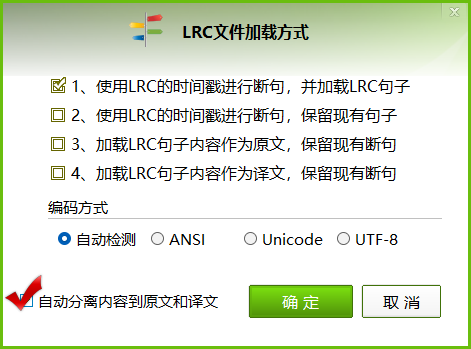 LRC文件加载方式
1、使用LRC的时间戳进行断句，并加载LRC句子
2、使用LRC的时间戳进行断句，保留现有句子
3、加载LRC句子内容作为原文，保留现有断句
4、加载LRC句子内容作为译文，保留现有断句
编码方式
自动检测 ANSI Unicode UTF-8
自动分离内容到原文和译文 确定 取消